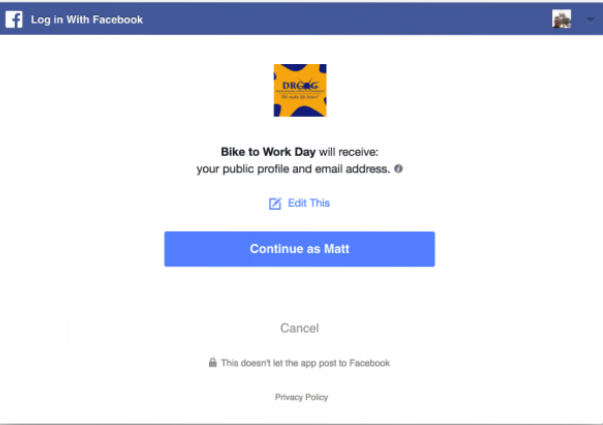 Log in With Facebook
DRCOG
We make life better!
Bike to Work Day will receive:
your public profile and email address.
Edit This
Continue as Matt
Cancel
This doesn't let the app post to Facebook
Privacy Policy